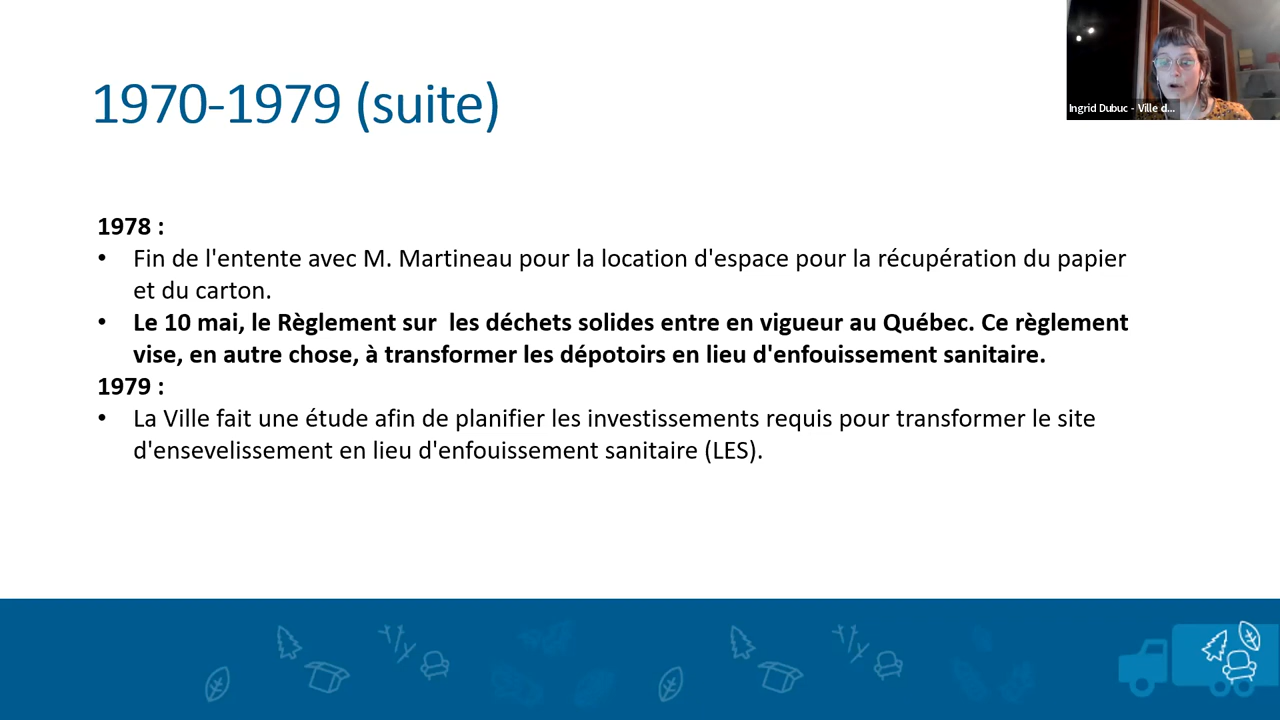 1970-1979 (suite)
Ingrid Dubuc - Ville d...
1978 :
• Fin de l'entente avec M. Martineau pour la location d'espace pour la récupération du papier
et du carton.
• Le 10 mai, le Règlement sur  les déchets solides entre en vigueur au Québec. Ce règlement
vise, en autre chose, à transformer les dépotoirs en lieu d'enfouissement sanitaire.
1979 :
• La Ville fait une étude afin de planifier les investissements requis pour transformer le site
d'ensevelissement en lieu d'enfouissement sanitaire (LES).